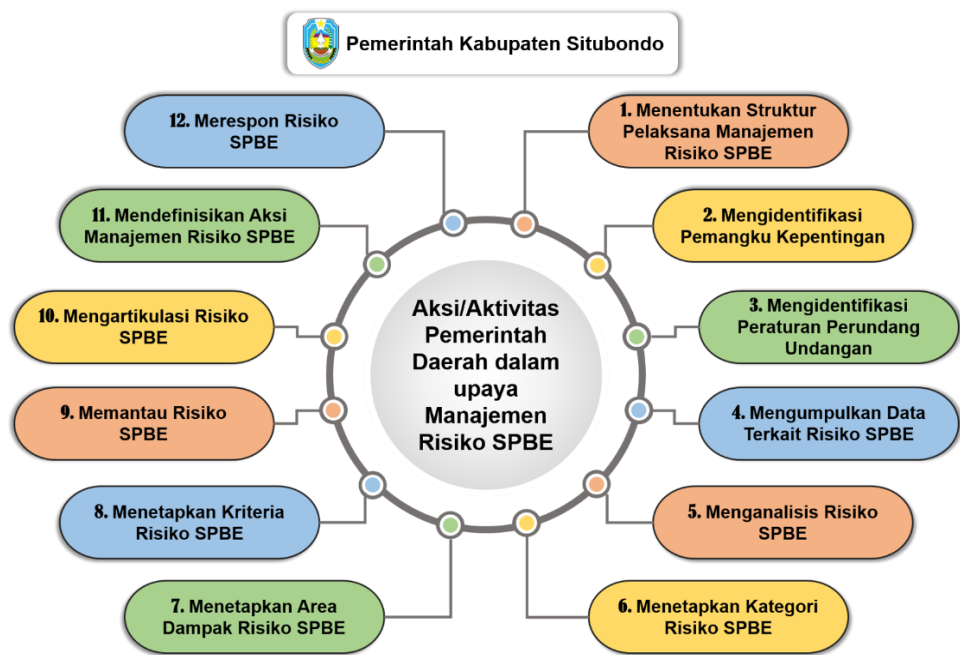 Pemerintah Kabupaten Situbondo
1. Menentukan Struktur
Pelaksana Manajemen
Risiko SPBE
2. Mengidentifikasi
Pemangku Kepentingan
3. Mengidentifikasi
Peraturan Perundang
Undangan
4. Mengumpulkan Data
Terkait Risiko SPBE
5. Menganalisis Risiko
SPBE
6. Menetapkan Kategori
Risiko SPBE
7. Menetapkan Area
Dampak Risiko SPBE
8. Menetapkan Kriteria
Risiko SPBE
9. Memantau Risiko
SPBE
10. Mengartikulasi Risiko
SPBE
11. Mendefinisikan Aksi
Manajemen Risiko SPBE
12. Merespon Risiko
SPBE
Aksi/Aktivitas
Pemerintah
Daerah dalam
upaya
Manajemen
Risiko SPBE